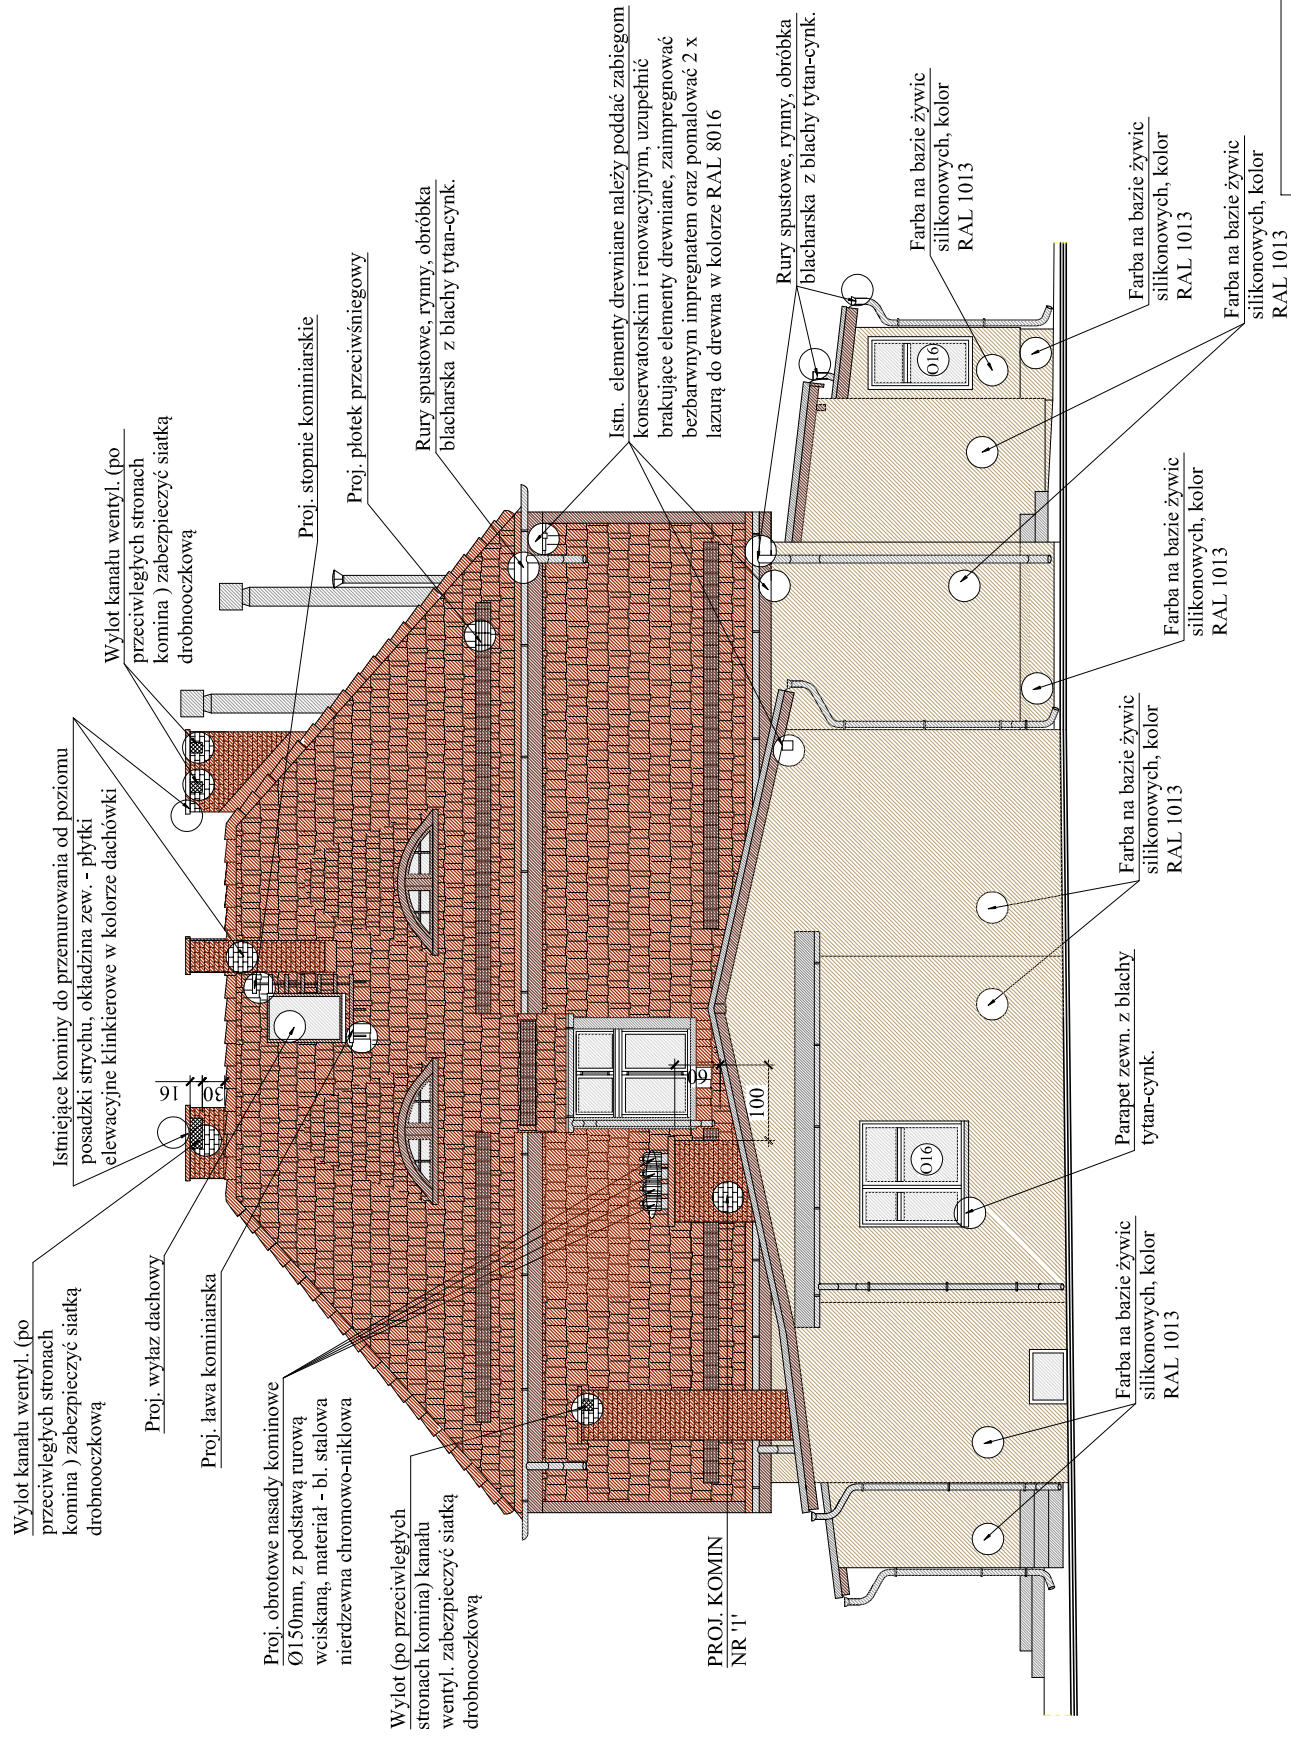 Wylot kanału wentyl. (po
przeciwległych stronach
komina ) zabezpieczyć siatką
drobnooczkową
Istniejące kominy do przemurowania od poziomu
posadzki strychu, okładzina zew. - płytki
elewacyjne klinkierowe w kolorze dachówki
Wylot kanału wentyl. (po
przeciwległych stronach
komina ) zabezpieczyć siatką
drobnooczkową
Proj. wyłaz dachowy
Proj. ława kominiarska
Proj. stopnie kominiarskie
Proj. płotek przeciwśniegowy
Rury spustowe, rynny, obróbka
blacharska z blachy tytan-cynk.
Proj. obrotowe nasady kominowe
Ø150mm, z podstawą rurową
wciskaną, materiał - bl. stalowa
nierdzewna chromowo-niklowa
Wylot (po przeciwległych
stronach komina) kanału
wentyl. zabezpieczyć siatką
drobnooczkową
Istn. elementy drewniane należy poddać zabiegom
konserwatorskim i renowacyjnym, uzupełnić
brakujące elementy drewniane, zaimpregnować
bezbarwnym impregnatem oraz pomalować 2 x
lazurą do drewna w kolorze RAL 8016
PROJ. KOMIN
NR '1'
Rury spustowe, rynny, obróbka
blacharska z blachy tytan-cynk.
16
30
60
100
O16
O16
Farba na bazie żywic
silikonowych, kolor
RAL 1013
Parapet zewn. z blachy
tytan-cynk.
Farba na bazie żywic
silikonowych, kolor
RAL 1013
Farba na bazie żywic
silikonowych, kolor
RAL 1013
Farba na bazie żywic
silikonowych, kolor
RAL 1013
Farba na bazie żywic
silikonowych, kolor
RAL 1013
Farba na bazie żywic
silikonowych, kolor
RAL 1013